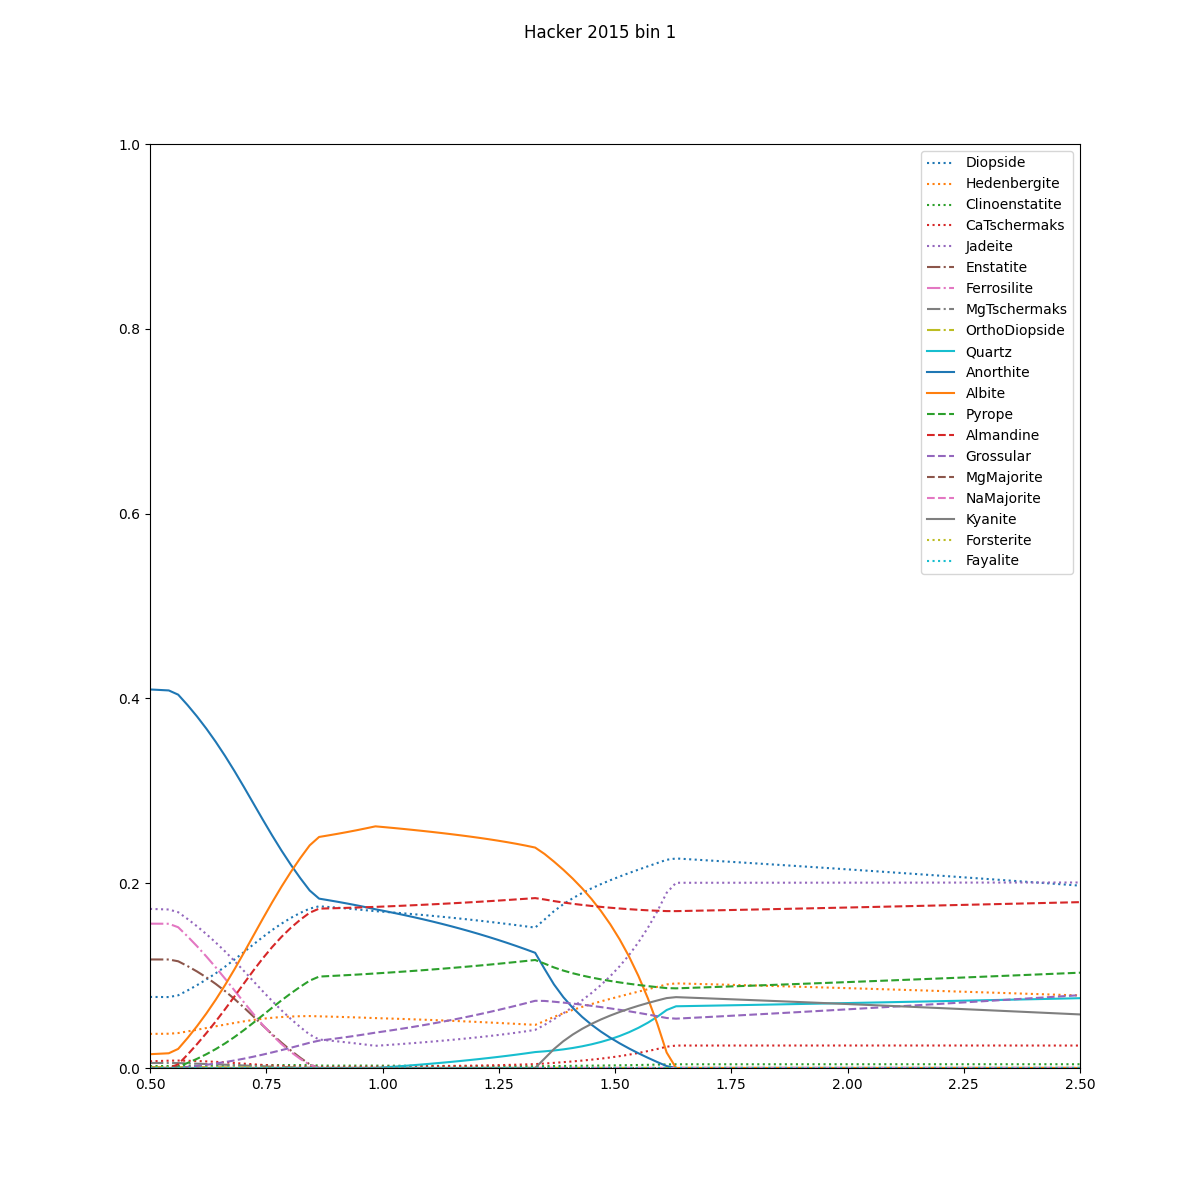 Hacker 2015 bin 1
1.0
0.8
0.6
0.4
0.2
0.0
0.50
0.75
1.00
1.25
1.50
1.75
2.00
2.25
2.50
Diopside
Hedenbergite
Clinoenstatite
CaTschermaks
Jadeite
Enstatite
Ferrosilite
MgTschermaks
OrthoDiopside
Quartz
Anorthite
Albite
Pyrope
Almandine
Grossular
MgMajorite
NaMajorite
Kyanite
Forsterite
Fayalite